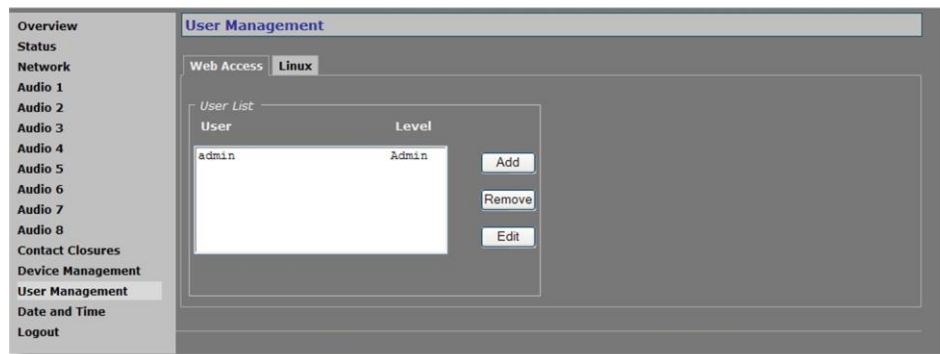 Overview
Status
Network
Audio 1
Audio 2
Audio 3
Audio 4
Audio 5
Audio 6
Audio 7
Audio 8
Contact Closures
Device Management
User Management
Date and Time
Logout
User Management
Web Access Linux
User List
User Level
admin Admin
Add
Remove
Edit